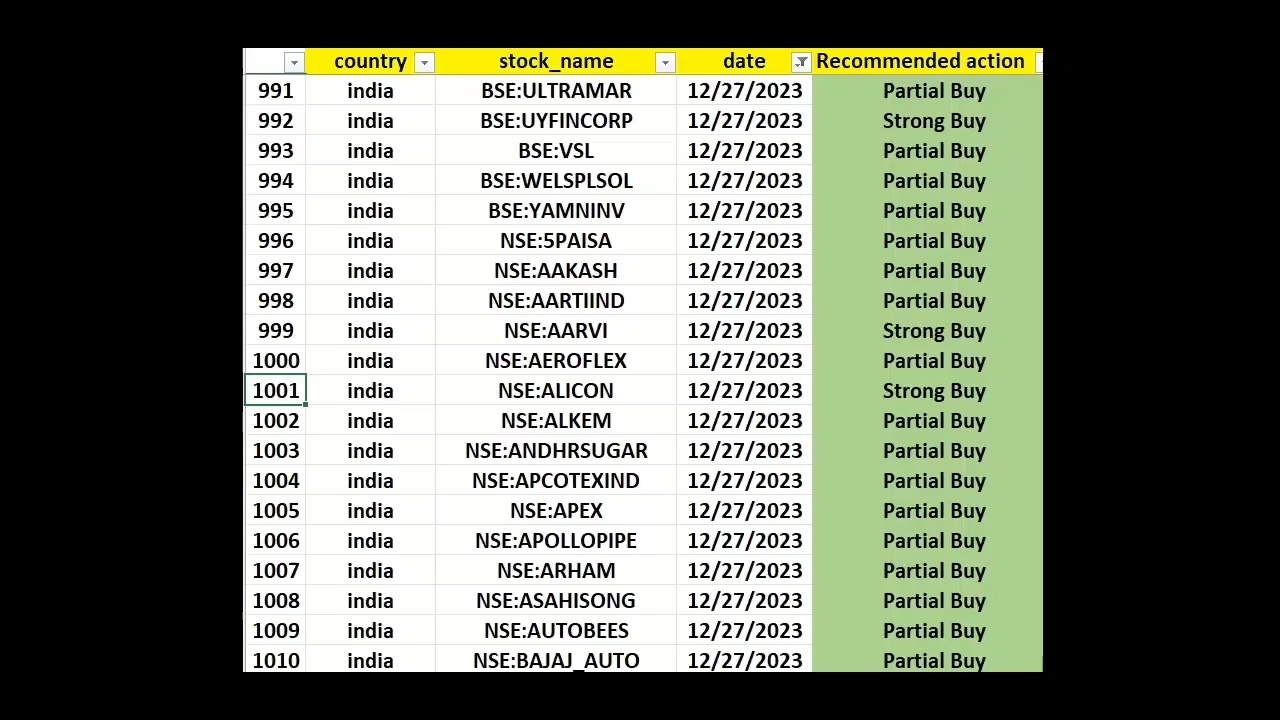 country stock_name date Recommended action
991 india BSE:ULTRAMAR 12/27/2023 Partial Buy
992 india BSE:UYFINCORP 12/27/2023 Strong Buy
993 india BSE:VSL 12/27/2023 Partial Buy
994 india BSE:WELSPLSOL 12/27/2023 Partial Buy
995 india BSE:YAMNINV 12/27/2023 Partial Buy
996 india NSE:5PAISA 12/27/2023 Partial Buy
997 india NSE:AAKASH 12/27/2023 Partial Buy
998 india NSE:AARTIIND 12/27/2023 Partial Buy
999 india NSE:AARVI 12/27/2023 Strong Buy
1000 india NSE:AEROFLEX 12/27/2023 Partial Buy
1001 india NSE:ALICON 12/27/2023 Strong Buy
1002 india NSE:ALKEM 12/27/2023 Partial Buy
1003 india NSE:ANDHRSUGAR 12/27/2023 Partial Buy
1004 india NSE:APCOTEXIND 12/27/2023 Partial Buy
1005 india NSE:APEX 12/27/2023 Partial Buy
1006 india NSE:APOLLOPIPE 12/27/2023 Partial Buy
1007 india NSE:ARHAM 12/27/2023 Partial Buy
1008 india NSE:ASAHISONG 12/27/2023 Partial Buy
1009 india NSE:AUTOBEES 12/27/2023 Partial Buy
1010 india NSE:BAJAJ_AUTO 12/27/2023 Partial Buy